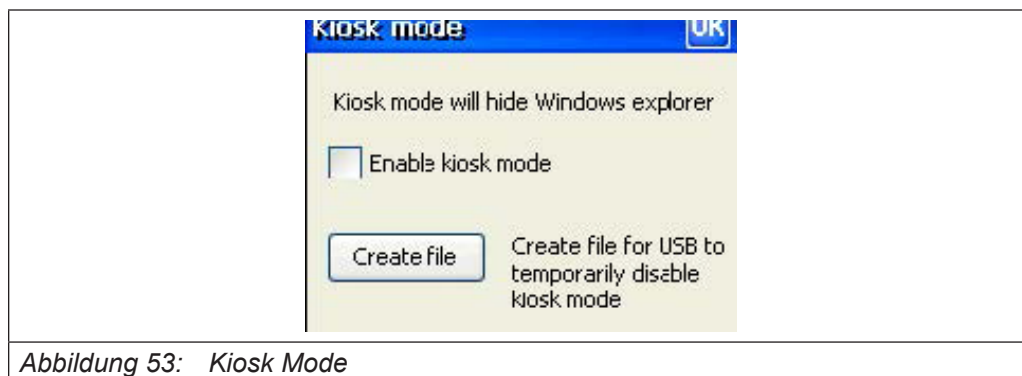 Kiosk mode
OK
Kiosk mode will hide Windows explorer
Enable kiosk mode
Create file
Create file for USB to
temporarily disable
kiosk mode
Abbildung 53: Kiosk Mode